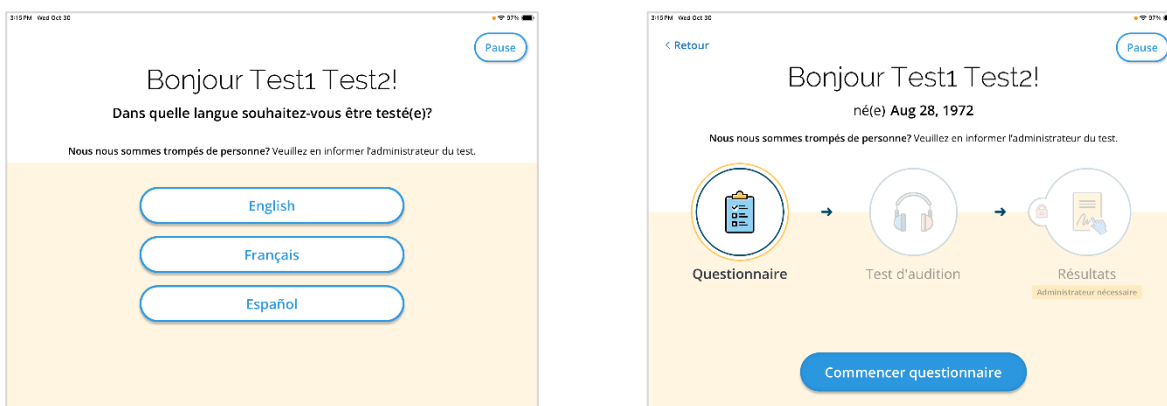 3:15 PM Wed Oct 30
97%
Pause
Bonjour Test1 Test2!
Dans quelle langue souhaitez-vous être testé(e)?
Nous nous sommes trompés de personne? Veuillez en informer l'administrateur du test.
English
Français
Español
3:15 PM Wed Oct 30
97%
< Retour
Pause
Bonjour Test1 Test2!
né(e) Aug 28, 1972
Nous nous sommes trompés de personne? Veuillez en informer l'administrateur du test.
Questionnaire
Test d'audition
Résultats
Administrateur nécessaire
Commencer questionnaire